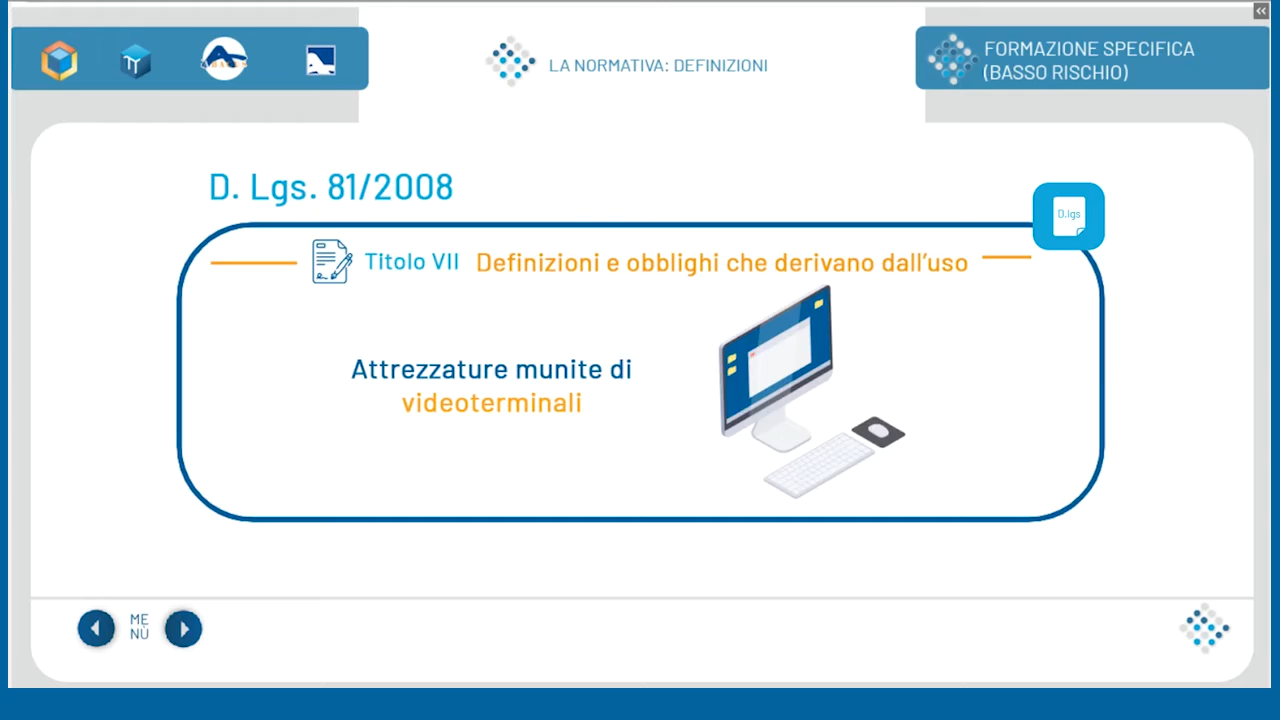 LA NORMATIVA: DEFINIZIONI
FORMAZIONE SPECIFICA
(BASSO RISCHIO)
D. Lgs. 81/2008
D.lgs
Titolo VII Definizioni e obblighi che derivano dall'uso
Attrezzature munite di
videoterminali
ME
NÙ